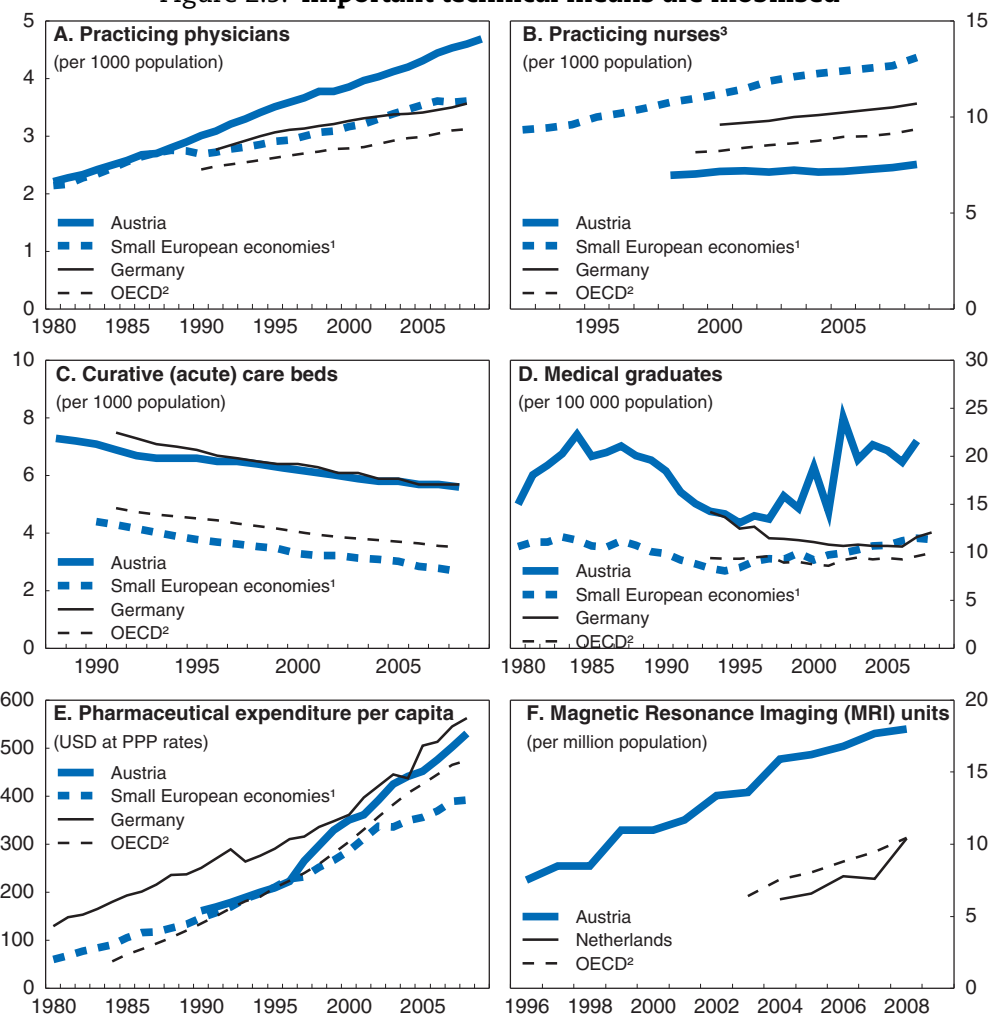 Figure 2.5. Important technical means are mobilised
A. Practicing physicians
(per 1000 population)
5
4
3
2
1
0
Austria
Small European economies¹
Germany
OECD²
1980 1985 1990 1995 2000 2005
B. Practicing nurses³
(per 1000 population)
15
10
5
0
Austria
Small European economies¹
Germany
OECD²
1995 2000 2005
C. Curative (acute) care beds
(per 1000 population)
10
8
6
4
2
0
Austria
Small European economies¹
Germany
OECD²
1990 1995 2000 2005
D. Medical graduates
(per 100 000 population)
30
25
20
15
10
5
0
Austria
Small European economies¹
Germany
OECD²
1980 1985 1990 1995 2000 2005
E. Pharmaceutical expenditure per capita
(USD at PPP rates)
600
500
400
300
200
100
0
Austria
Small European economies¹
Germany
OECD²
1980 1985 1990 1995 2000 2005
F. Magnetic Resonance Imaging (MRI) units
(per million population)
20
15
10
5
0
Austria
Netherlands
OECD²
1996 1998 2000 2002 2004 2006 2008